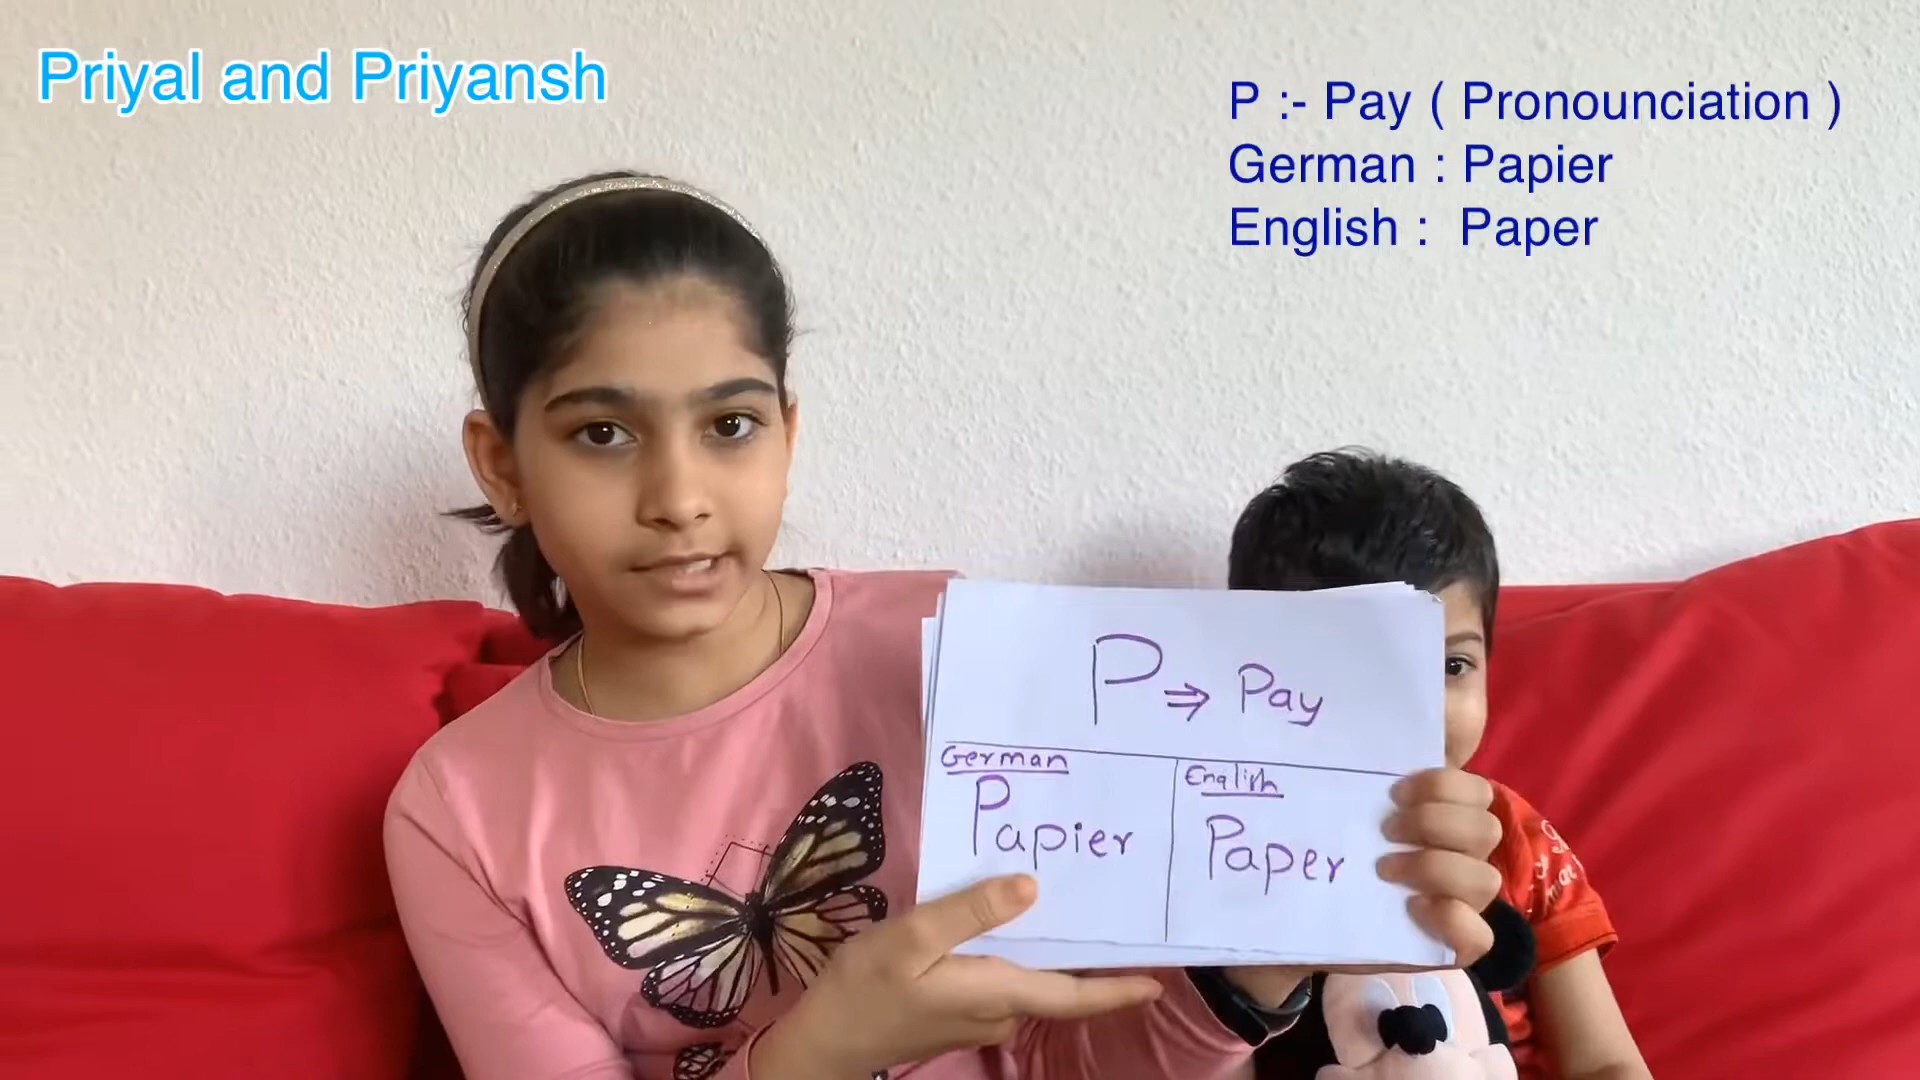 Priyal and Priyansh
P :- Pay ( Pronounciation )
German : Papier
English : Paper
P ⇒ Pay
German
Papier
English
Paper